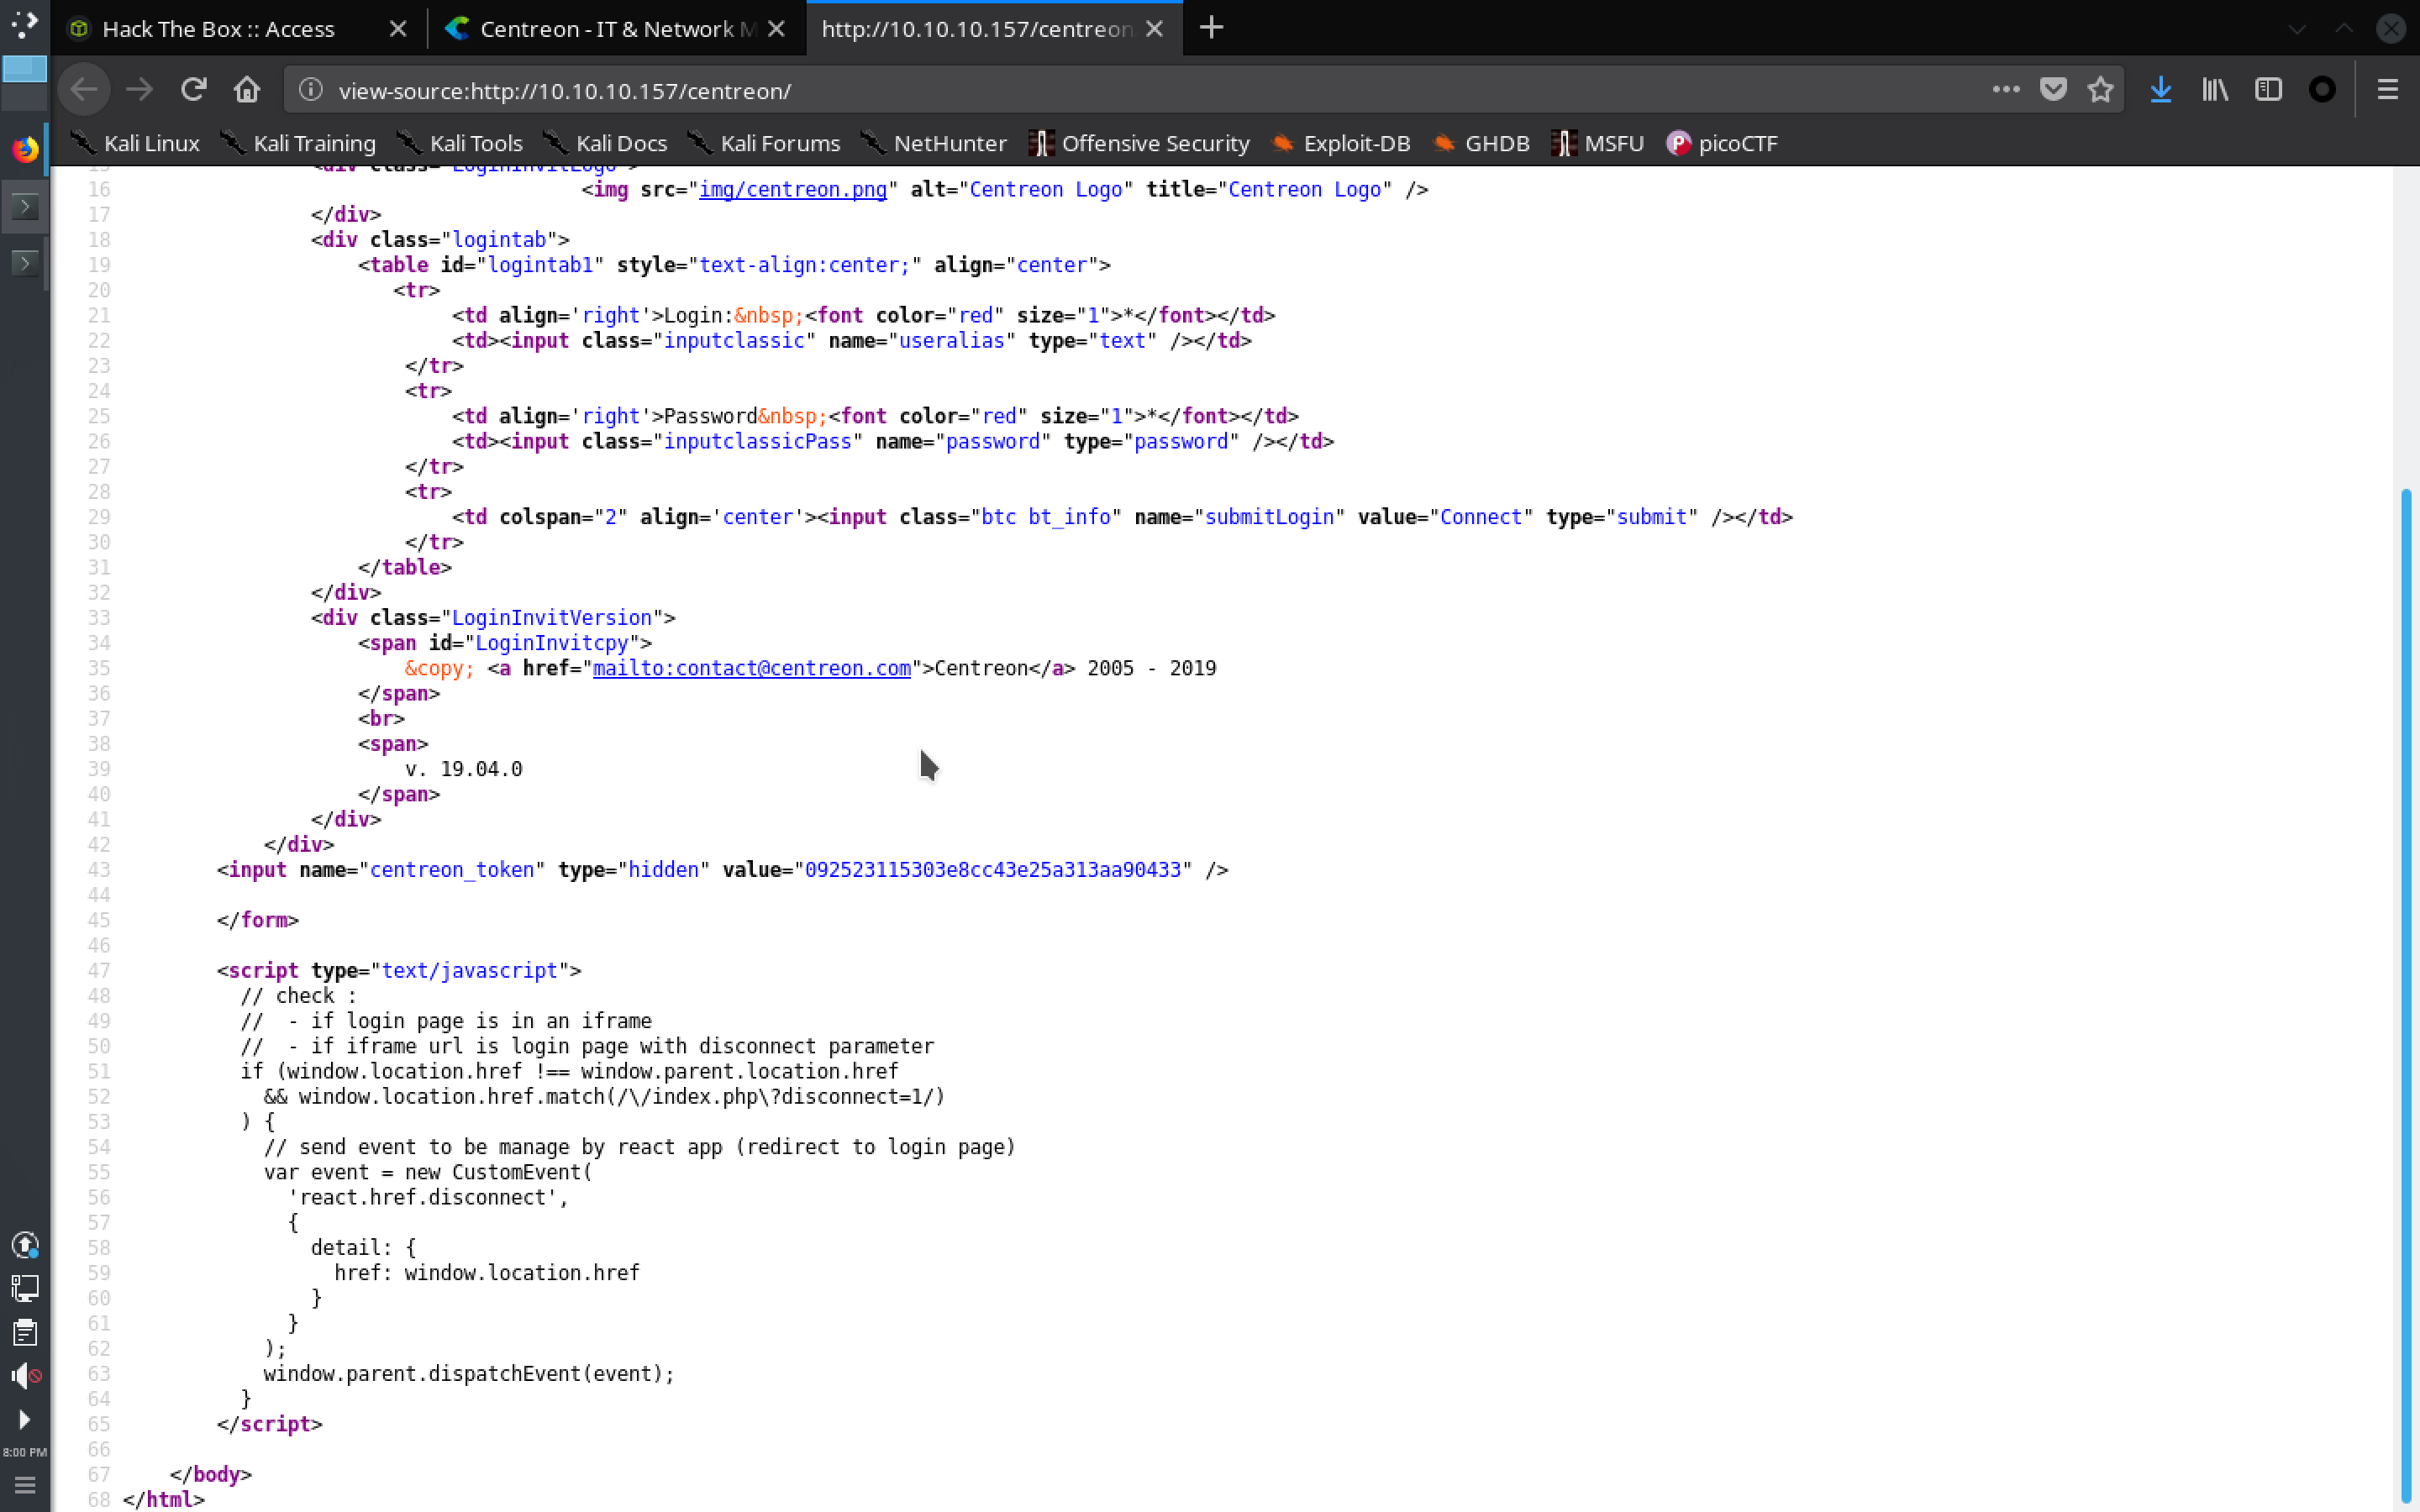 Hack The Box :: Access
Centreon - IT & Network M
http://10.10.10.157/centreon
view-source:http://10.10.10.157/centreon/
Kali Linux Kali Training Kali Tools Kali Docs Kali Forums NetHunter Offensive Security Exploit-DB GHDB MSFU picoCTF
15 <div class="LoginInvitLogo">
16 <img src="img/centreon.png" alt="Centreon Logo" title="Centreon Logo" />
17 </div>
18 <div class="logintab">
19 <table id="logintab1" style="text-align:center;" align="center">
20 <tr>
21 <td align='right'>Login:&nbsp;<font color="red" size="1">*</font></td>
22 <td><input class="inputclassic" name="useralias" type="text" /></td>
23 </tr>
24 <tr>
25 <td align='right'>Password&nbsp;<font color="red" size="1">*</font></td>
26 <td><input class="inputclassicPass" name="password" type="password" /></td>
27 </tr>
28 <tr>
29 <td colspan="2" align='center'><input class="btc bt_info" name="submitLogin" value="Connect" type="submit" /></td>
30 </tr>
31 </table>
32 </div>
33 <div class="LoginInvitVersion">
34 <span id="LoginInvitcpy">
35 &copy; <a href="mailto:contact@centreon.com">Centreon</a> 2005 - 2019
36 </span>
37 <br>
38 <span>
39 v. 19.04.0
40 </span>
41 </div>
42 </div>
43 <input name="centreon_token" type="hidden" value="092523115303e8cc43e25a313aa90433" />
44
45 </form>
46
47 <script type="text/javascript">
48 // check :
49 //  - if login page is in an iframe
50 //  - if iframe url is login page with disconnect parameter
51 if (window.location.href !== window.parent.location.href
52 && window.location.href.match(/\/index.php\?disconnect=1/)
53 ) {
54 // send event to be manage by react app (redirect to login page)
55 var event = new CustomEvent(
56 'react.href.disconnect',
57 {
58 detail: {
59 href: window.location.href
60 }
61 }
62 );
63 window.parent.dispatchEvent(event);
64 }
65 </script>
66
67 </body>
68 </html>
8:00 PM